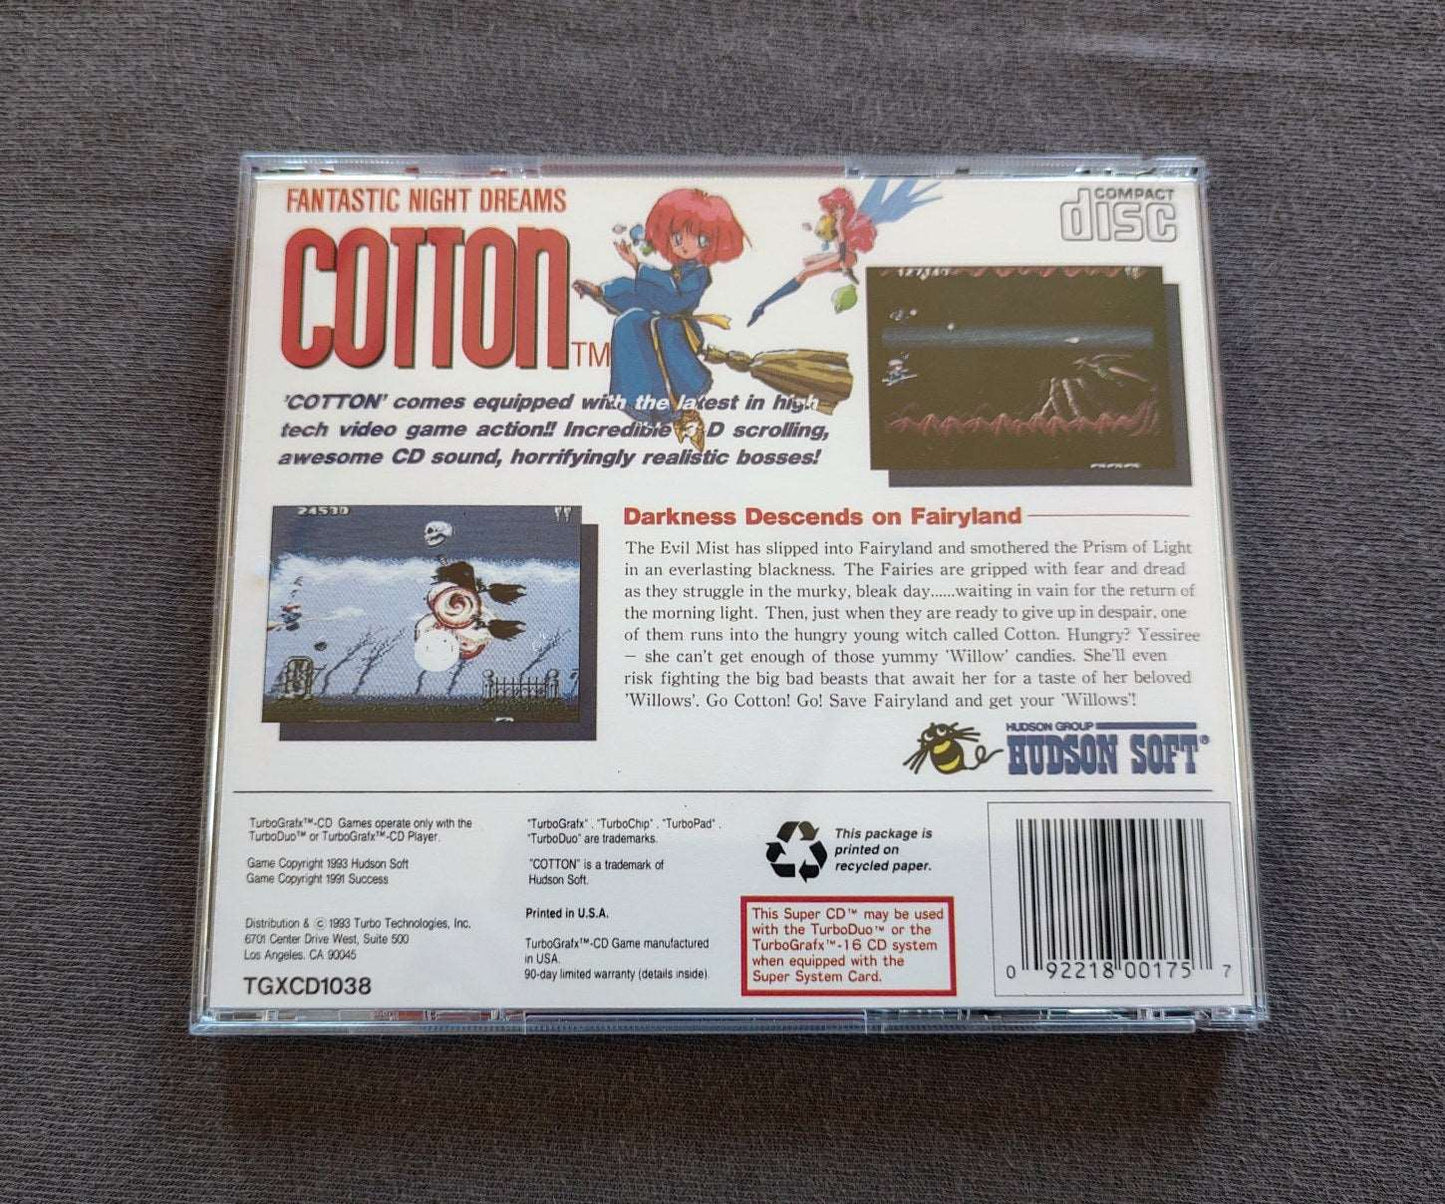 FANTASTIC NIGHT DREAMS
COTTON TM
COMPACT
disc
'COTTON' comes equipped with the latest in high
tech video game action!! Incredible 3-D scrolling,
awesome CD sound, horrifyingly realistic bosses!
24590
Darkness Descends on Fairyland
The Evil Mist has slipped into Fairyland and smothered the Prism of Light
in an everlasting blackness. The Fairies are gripped with fear and dread
as they struggle in the murky, bleak day......waiting in vain for the return of
the morning light. Then, just when they are ready to give up in despair, one
of them runs into the hungry young witch called Cotton. Hungry? Yessiree
– she can't get enough of those yummy 'Willow' candies. She'll even
risk fighting the big bad beasts that await her for a taste of her beloved
'Willows'. Go Cotton! Go! Save Fairyland and get your 'Willows'!
HUDSON GROUP
HUDSON SOFT®
TurboGrafx™-CD Games operate only with the
TurboDuo™ or TurboGrafx™-CD Player.
Game Copyright 1993 Hudson Soft
Game Copyright 1991 Success
Distribution & © 1993 Turbo Technologies, Inc.
6701 Center Drive West, Suite 500
Los Angeles, CA 90045
TGXCD1038
"TurboGrafx", "TurboChip", "TurboPad",
"TurboDuo" are trademarks.
"COTTON" is a trademark of
Hudson Soft.
Printed in U.S.A.
TurboGrafx™-CD Game manufactured
in USA.
90-day limited warranty (details inside).
This package is
printed on
recycled paper.
This Super CD™ may be used
with the TurboDuo™ or the
TurboGrafx™-16 CD system
when equipped with the
Super System Card.
0 92218 00175 7